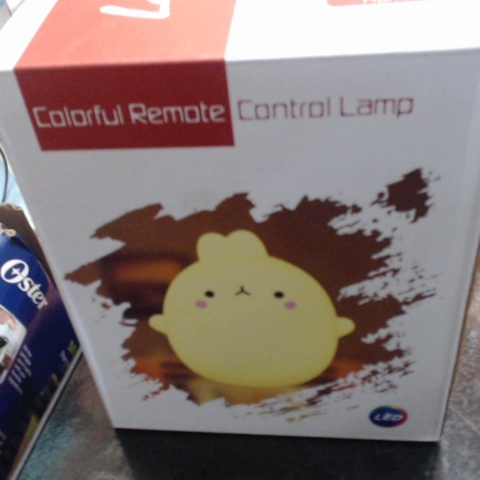 Colorful Remote Control Lamp
Oster
LED